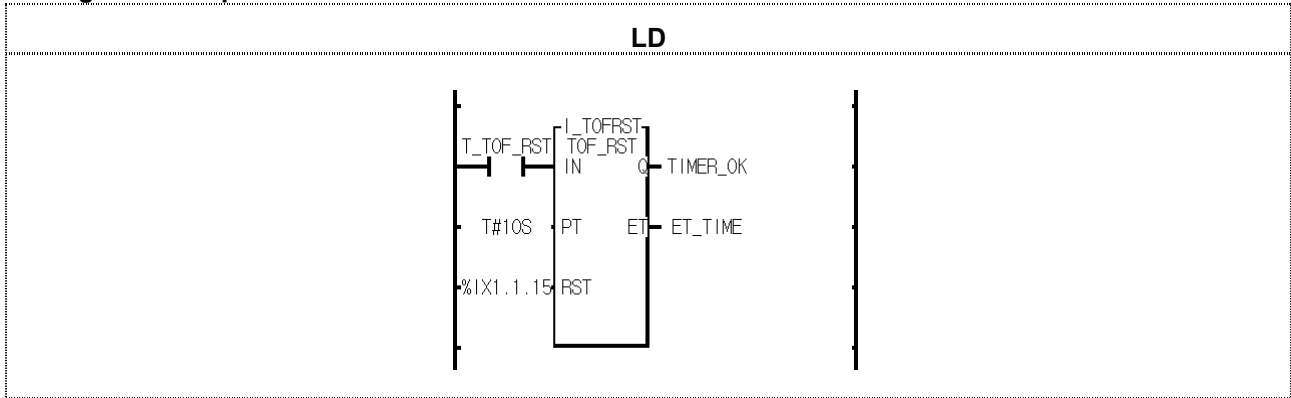 LD
I_TOFRST
T_TOF_RST TOF_RST
IN Q TIMER_OK
T#10S PT ET ET_TIME
%IX1.1.15 RST